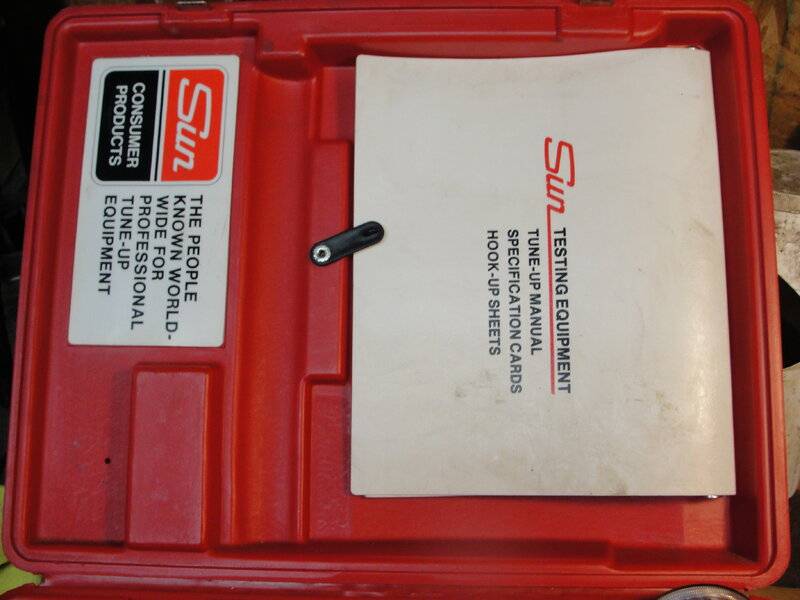 Sun
CONSUMER
PRODUCTS
THE PEOPLE
KNOWN WORLD-
WIDE FOR
PROFESSIONAL
TUNE-UP
EQUIPMENT
Sun TESTING EQUIPMENT
TUNE-UP MANUAL
SPECIFICATION CARDS
HOOK-UP SHEETS